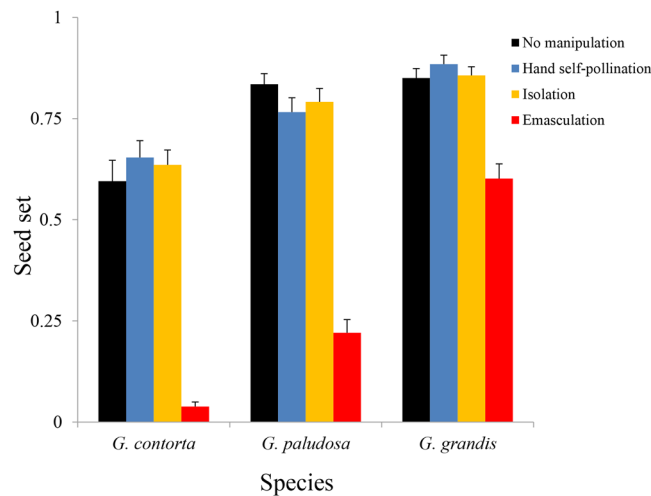 1
0.75
0.5
0.25
0
Seed set
No manipulation
Hand self-pollination
Isolation
Emasculation
G. contorta G. paludosa G. grandis
Species